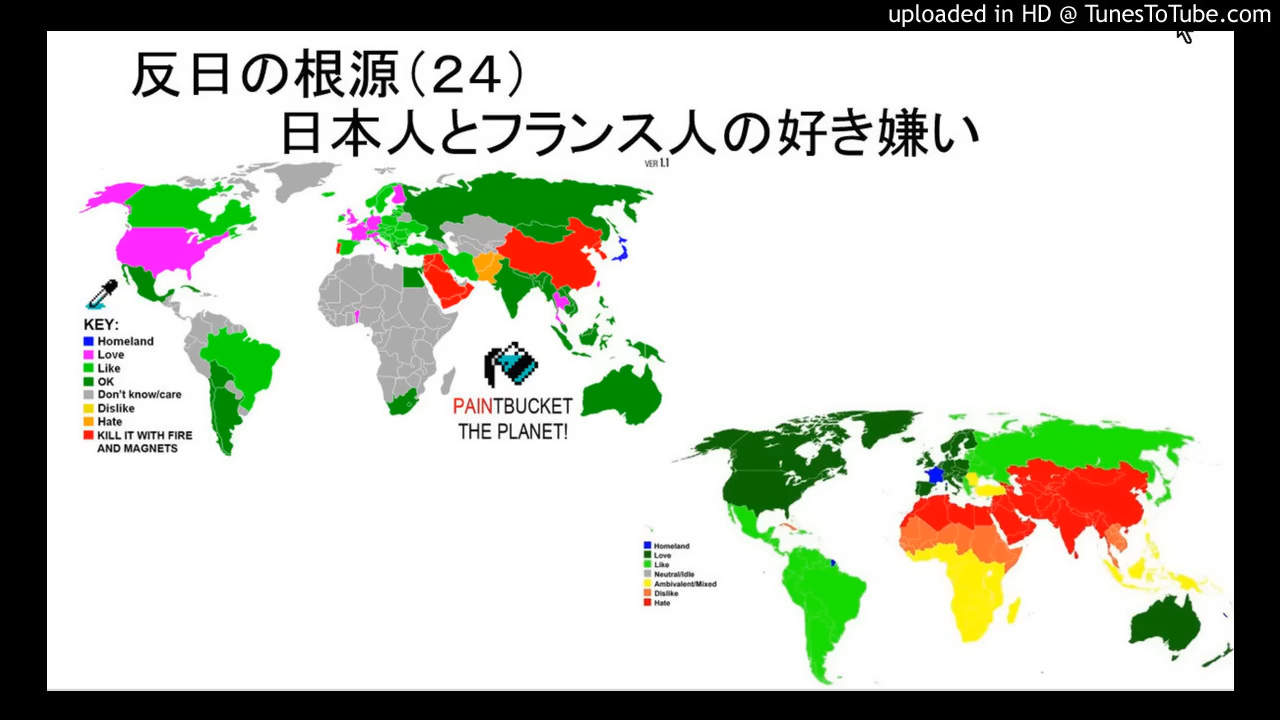 uploaded in HD @ TunesToTube.com
反日の根源(24)
日本人とフランス人の好き嫌い
VER 1.1
KEY:
Homeland
Love
Like
OK
Don't know/care
Dislike
Hate
KILL IT WITH FIRE
AND MAGNETS
PAINTBUCKET
THE PLANET!
Homeland
Love
Like
Neutral/Idle
Ambivalent/Mixed
Dislike
Hate